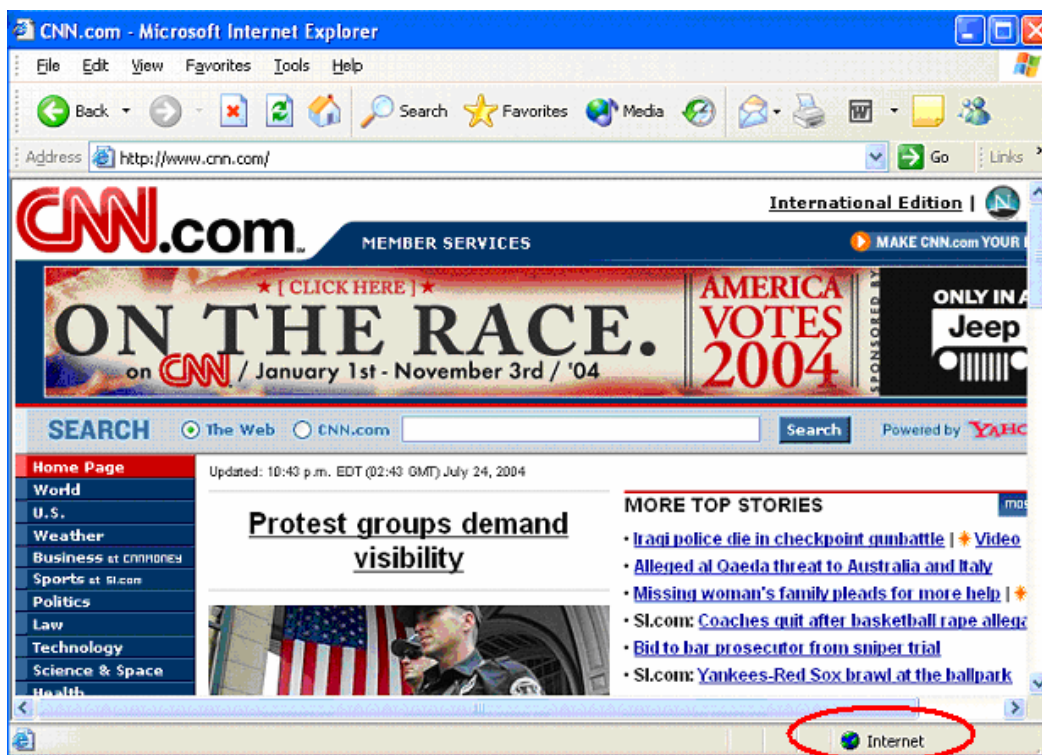 CNN.com - Microsoft Internet Explorer
File Edit View Favorites Tools Help
Back Search Favorites Media
Address http://www.cnn.com/ Go Links
CNN.com
International Edition |
MEMBER SERVICES
MAKE CNN.com YOUR
★ [ CLICK HERE ] ★
ON THE RACE.
on CNN / January 1st - November 3rd / '04
AMERICA
VOTES
2004
SPONSORED BY
ONLY IN A
Jeep
SEARCH The Web CNN.com Search Powered by YAHO
Home Page
World
U.S.
Weather
Business at CNNMONEY
Sports at SI.com
Politics
Law
Technology
Science & Space
Health
Updated: 10:43 p.m. EDT (02:43 GMT) July 24, 2004
Protest groups demand
visibility
MORE TOP STORIES
• Iraqi police die in checkpoint gunbattle | Video
• Alleged al Qaeda threat to Australia and Italy
• Missing woman's family pleads for more help |
• SI.com: Coaches quit after basketball rape allega
• Bid to bar prosecutor from sniper trial
• SI.com: Yankees-Red Sox brawl at the ballpark
Internet